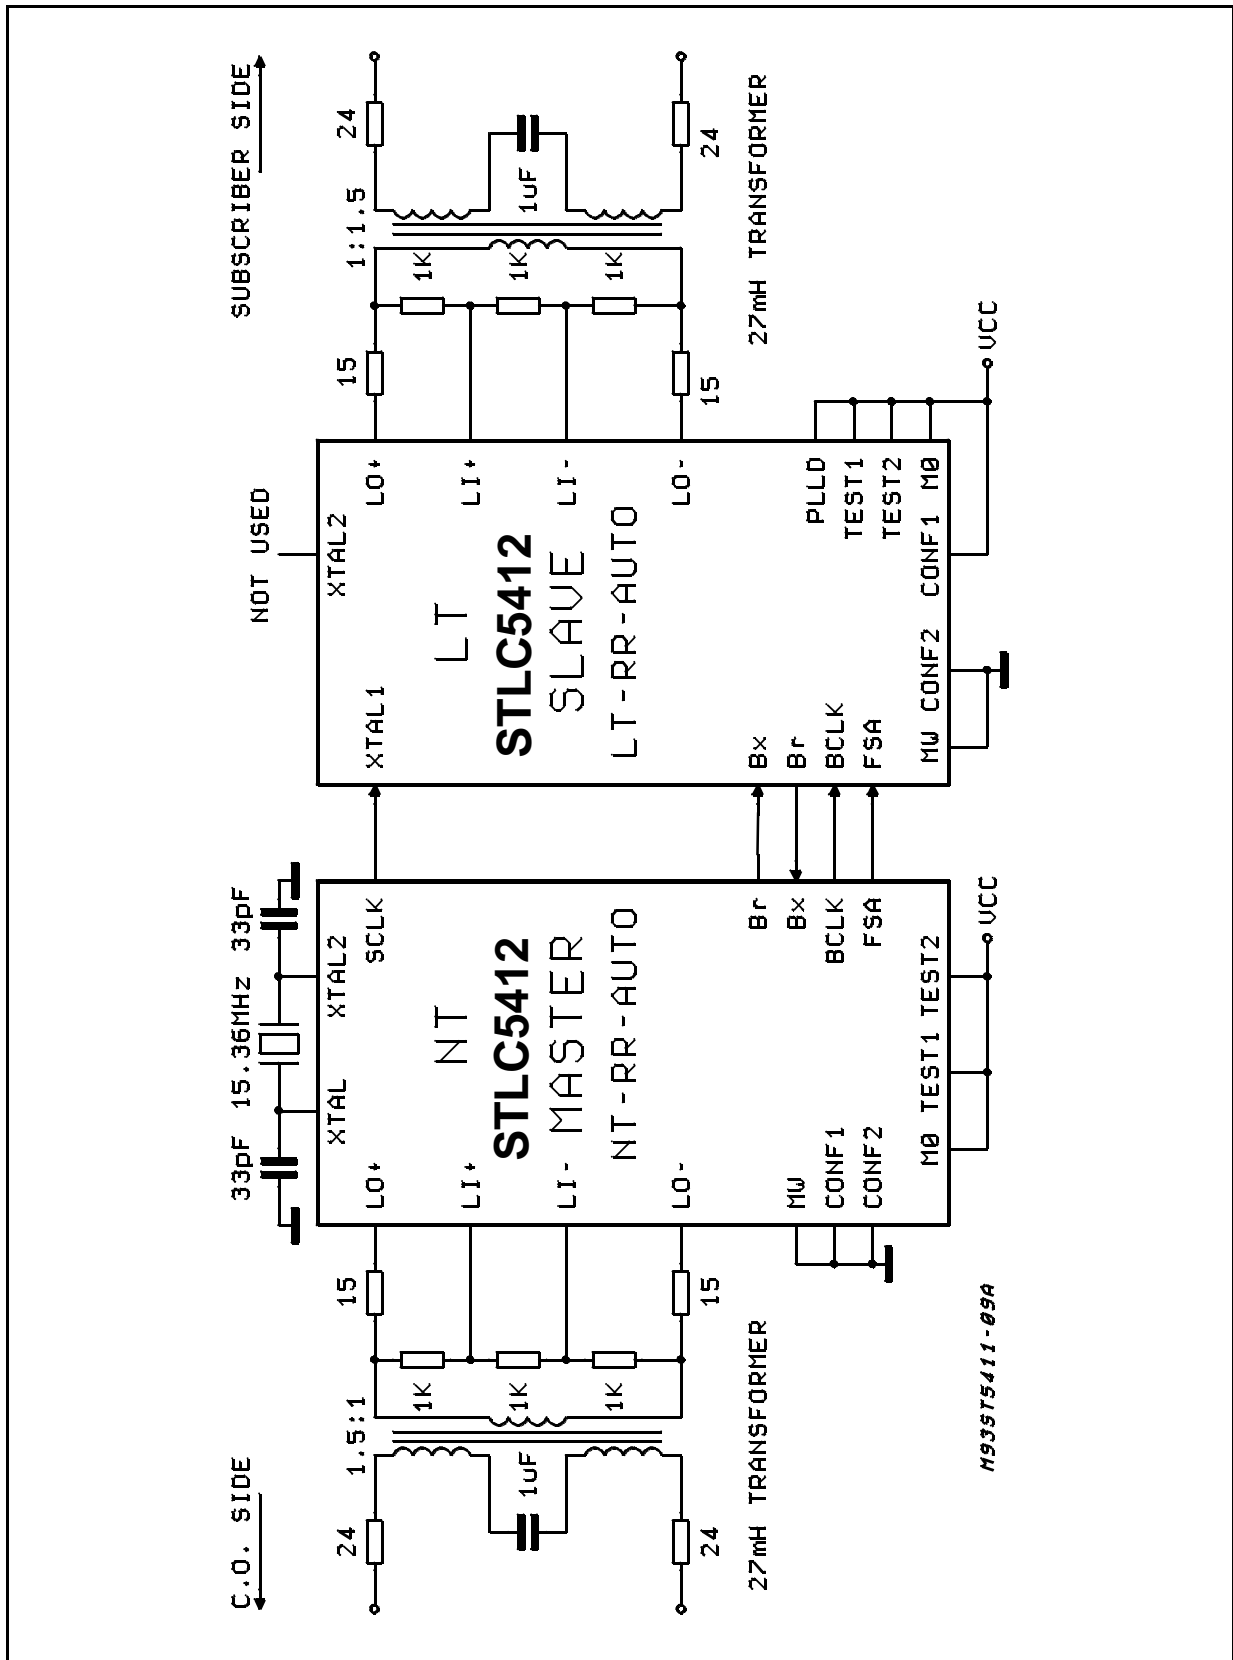 C.O. SIDE
SUBSCRIBER SIDE
33pF 15.36MHz 33pF
NOT USED
XTAL
XTAL2
XTAL1
XTAL2
24
1.5:1
15
LO+
SCLK
LO+
15
1:1.5
24
1K
LI+
NT
LT
LI+
1K
1uF
1K
STLC5412
STLC5412
1K
1uF
LI-
MASTER
SLAVE
LI-
1K
NT-RR-AUTO
LT-RR-AUTO
1K
24
15
LO-
LO-
15
24
27mH TRANSFORMER
27mH TRANSFORMER
Br
Bx
Bx
Br
BCLK
BCLK
FSA
FSA
MW
CONF1
CONF2
PLLD
TEST1
TEST2
M0
M0 TEST1 TEST2
MW CONF2 CONF1
VCC
VCC
M93ST5411-09A